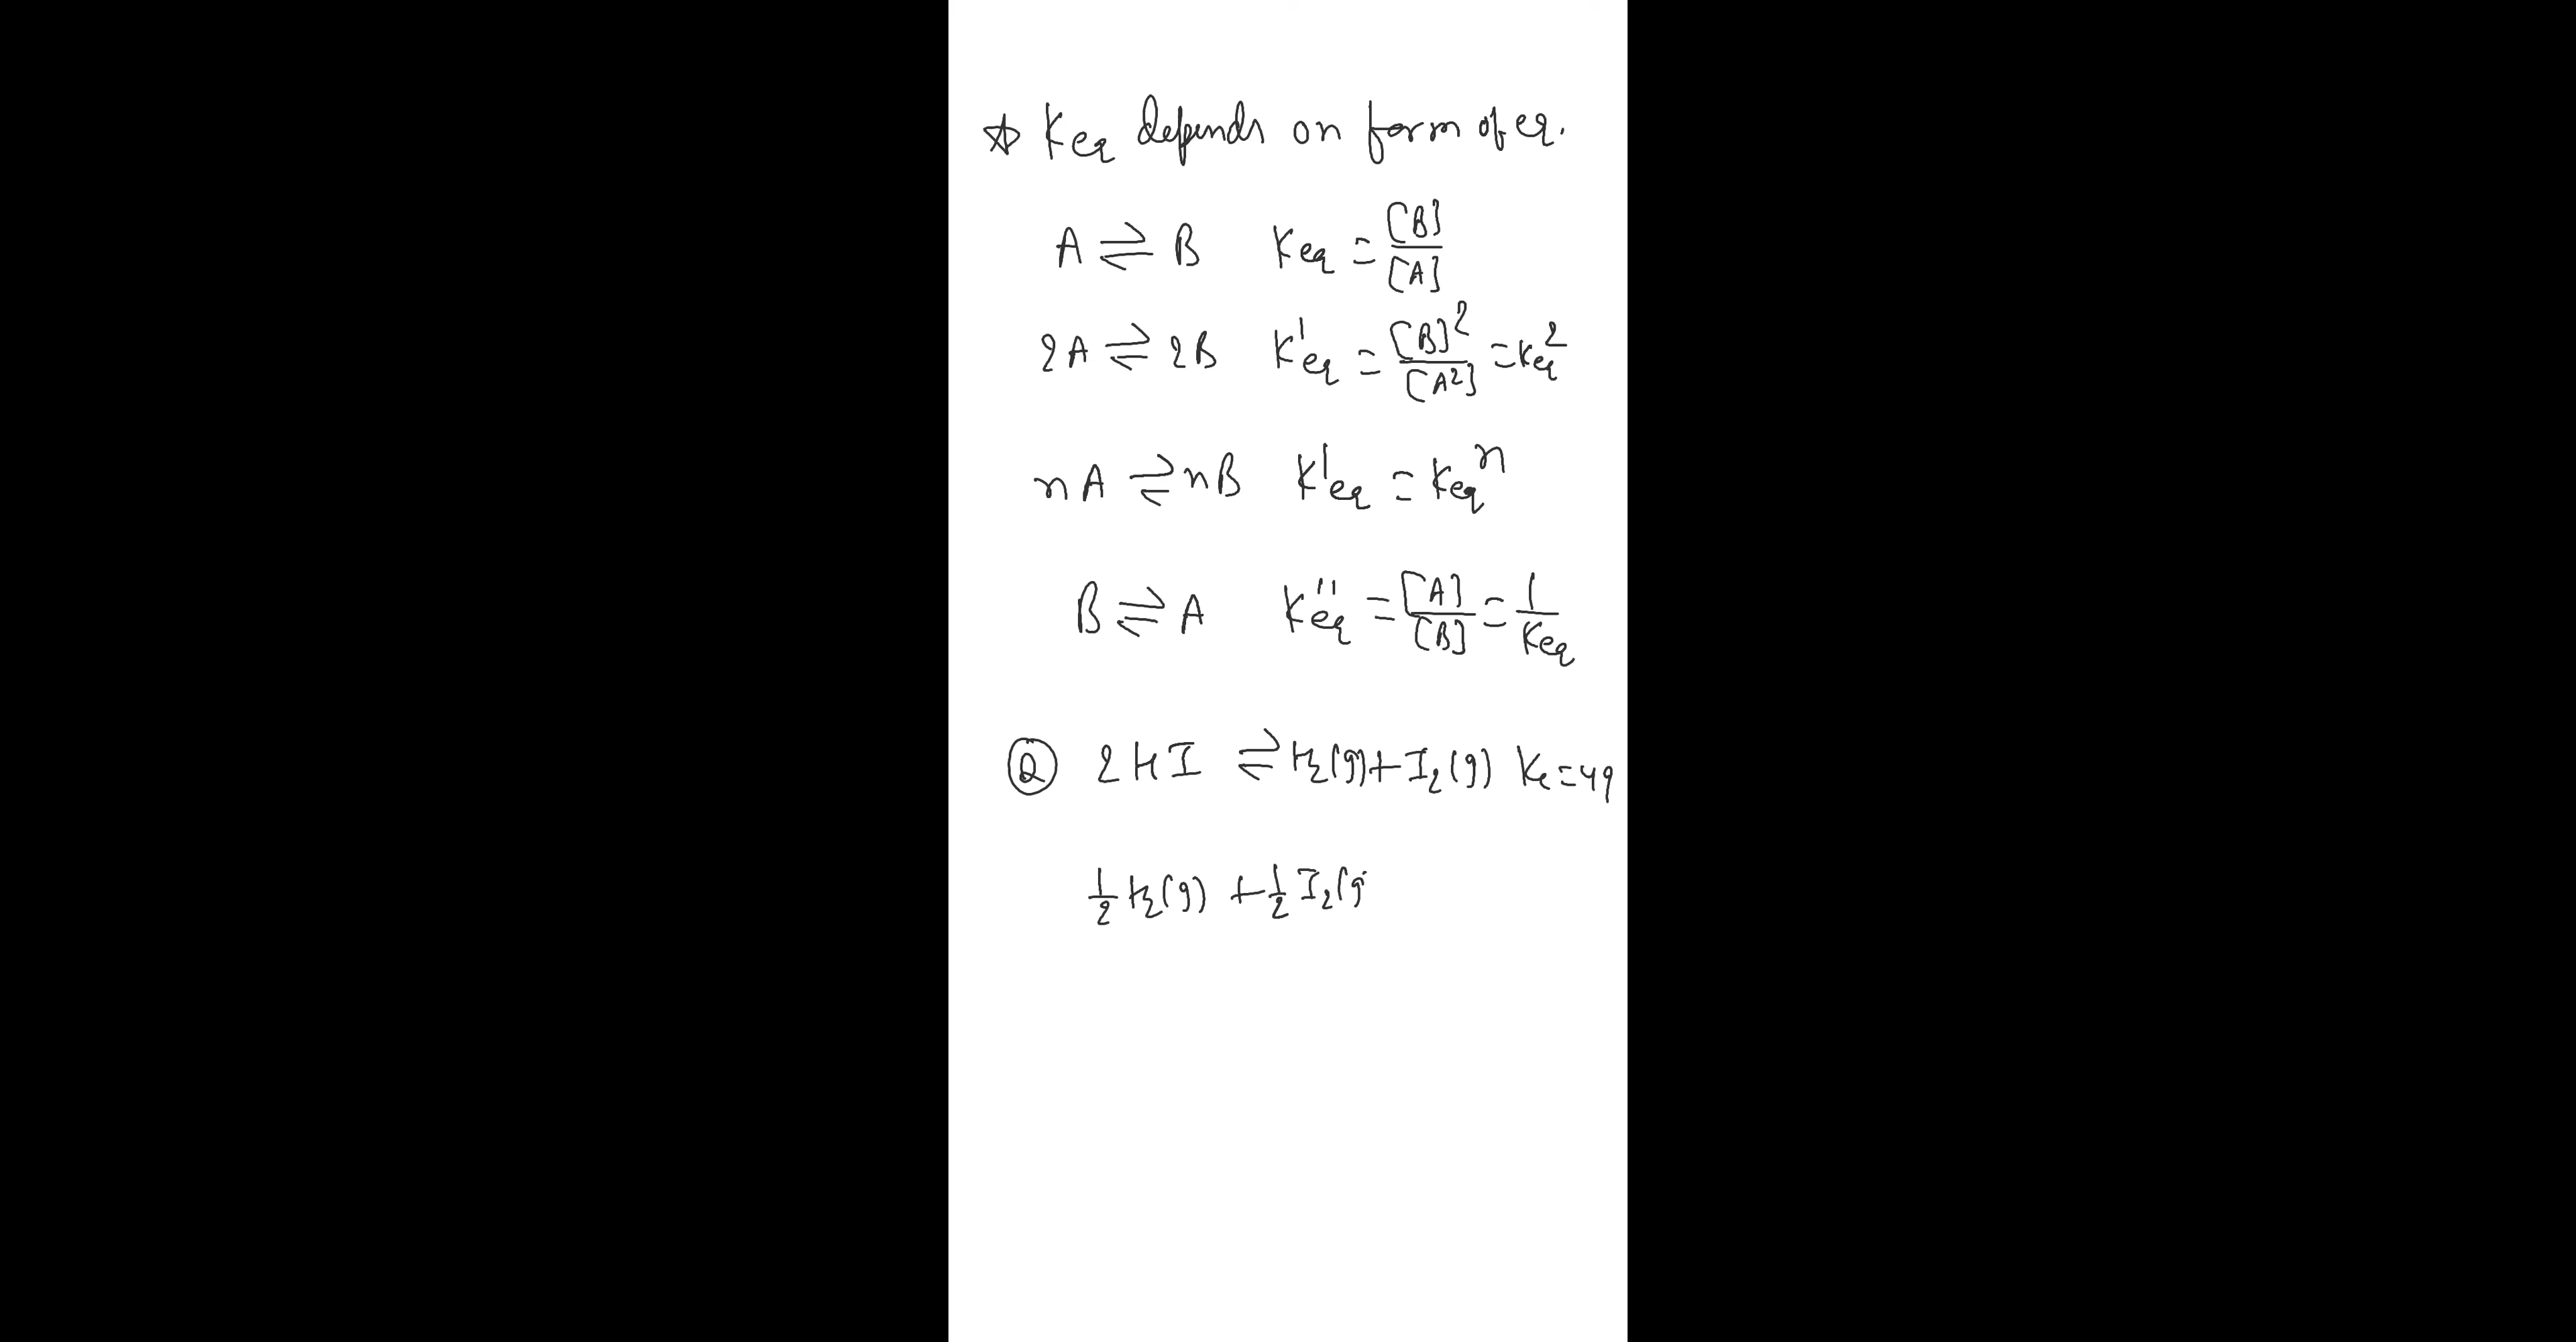 ☆ Keq depends on form of eq.
A ⇌ B Keq = [B]/[A]
2A ⇌ 2B K'eq = [B]²/[A²] = Keq²
nA ⇌ nB K'eq = Keqⁿ
B ⇌ A K''eq = [A]/[B] = 1/Keq
Q 2HI ⇌ H₂(g) + I₂(g) Kc = 49
1/2 H₂(g) + 1/2 I₂(g